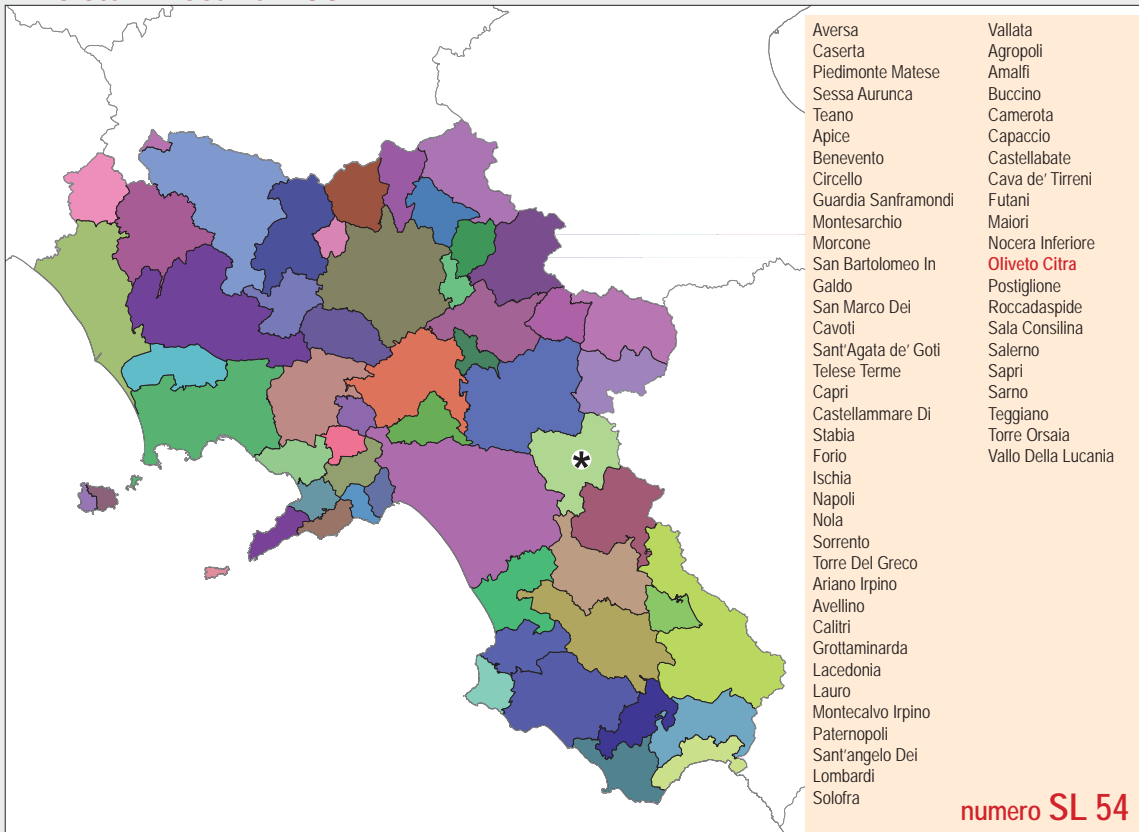 Aversa
Caserta
Piedimonte Matese
Sessa Aurunca
Teano
Apice
Benevento
Circello
Guardia Sanframondi
Montesarchio
Morcone
San Bartolomeo In
Galdo
San Marco Dei
Cavoti
Sant'Agata de' Goti
Telese Terme
Capri
Castellammare Di
Stabia
Forio
Ischia
Napoli
Nola
Sorrento
Torre Del Greco
Ariano Irpino
Avellino
Calitri
Grottaminarda
Lacedonia
Lauro
Montecalvo Irpino
Paternopoli
Sant'angelo Dei
Lombardi
Solofra
Vallata
Agropoli
Amalfi
Buccino
Camerota
Capaccio
Castellabate
Cava de' Tirreni
Futani
Maiori
Nocera Inferiore
Oliveto Citra
Postiglione
Roccadaspide
Sala Consilina
Salerno
Sapri
Sarno
Teggiano
Torre Orsaia
Vallo Della Lucania
*
numero SL 54